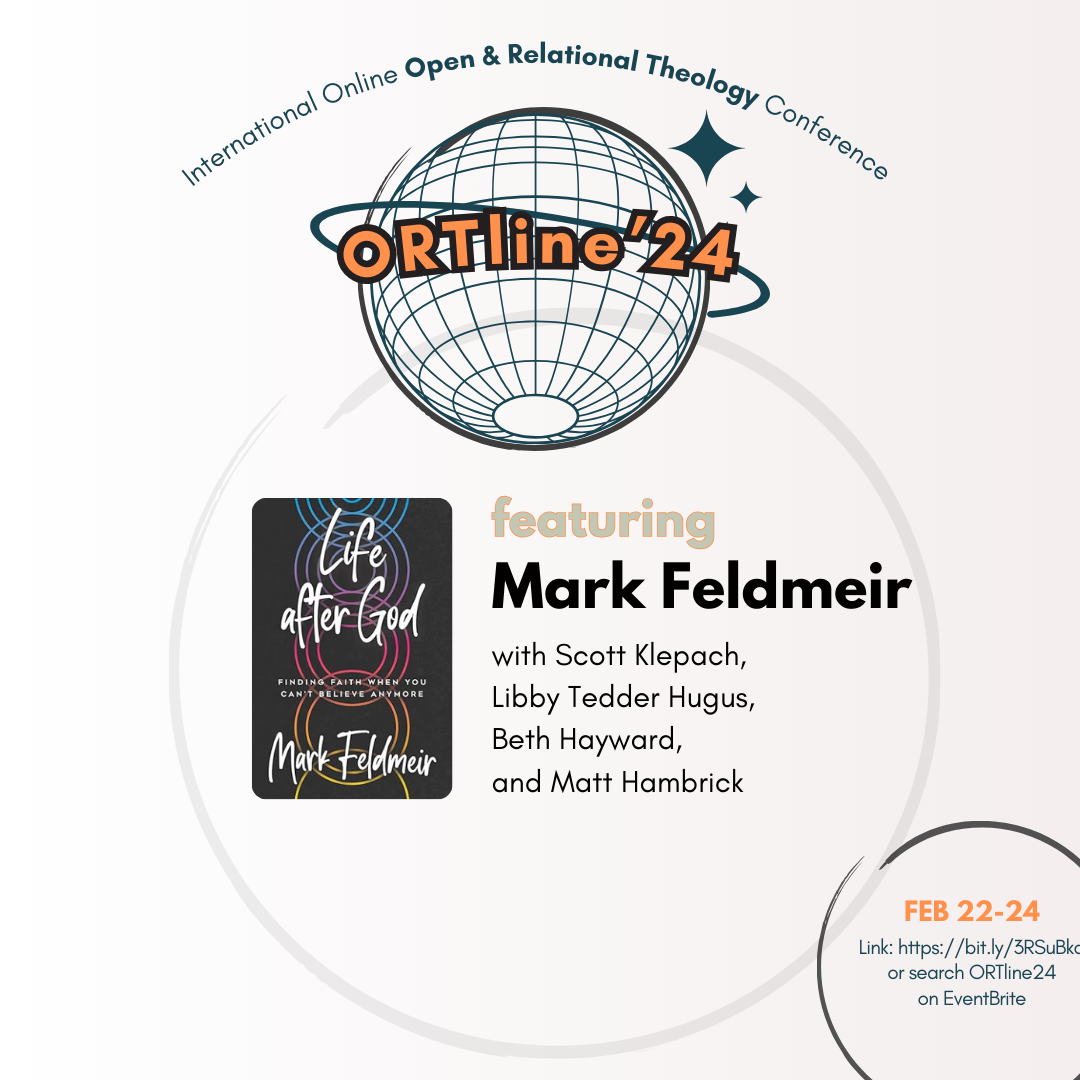 International Online Open & Relational Theology Conference
ORTline'24
Life
after God
FINDING FAITH WHEN YOU
CAN'T BELIEVE ANYMORE
Mark Feldmeir
featuring
Mark Feldmeir
with Scott Klepach,
Libby Tedder Hugus,
Beth Hayward,
and Matt Hambrick
FEB 22-24
Link:
or search ORTline24
on EventBrite